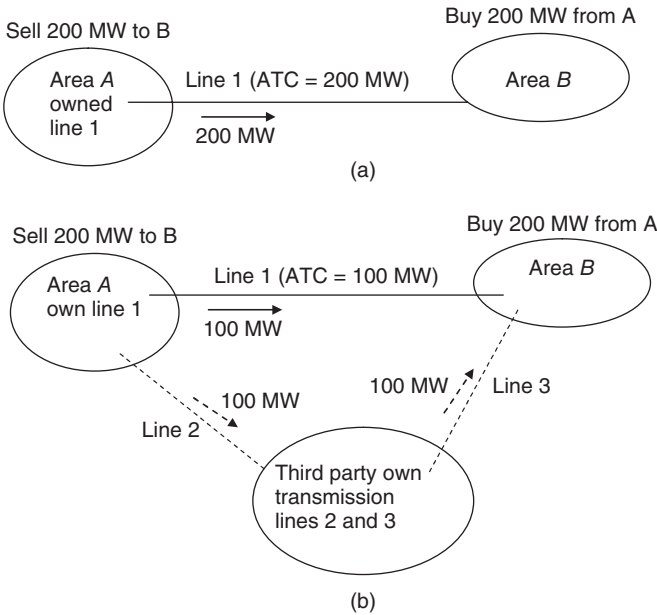 Sell 200 MW to B
Buy 200 MW from A
Area A
owned
line 1
Line 1 (ATC = 200 MW)
200 MW
Area B
(a)
Sell 200 MW to B
Buy 200 MW from A
Area A
own line 1
Line 1 (ATC = 100 MW)
100 MW
Area B
100 MW
Line 2
100 MW
Line 3
Third party own
transmission
lines 2 and 3
(b)